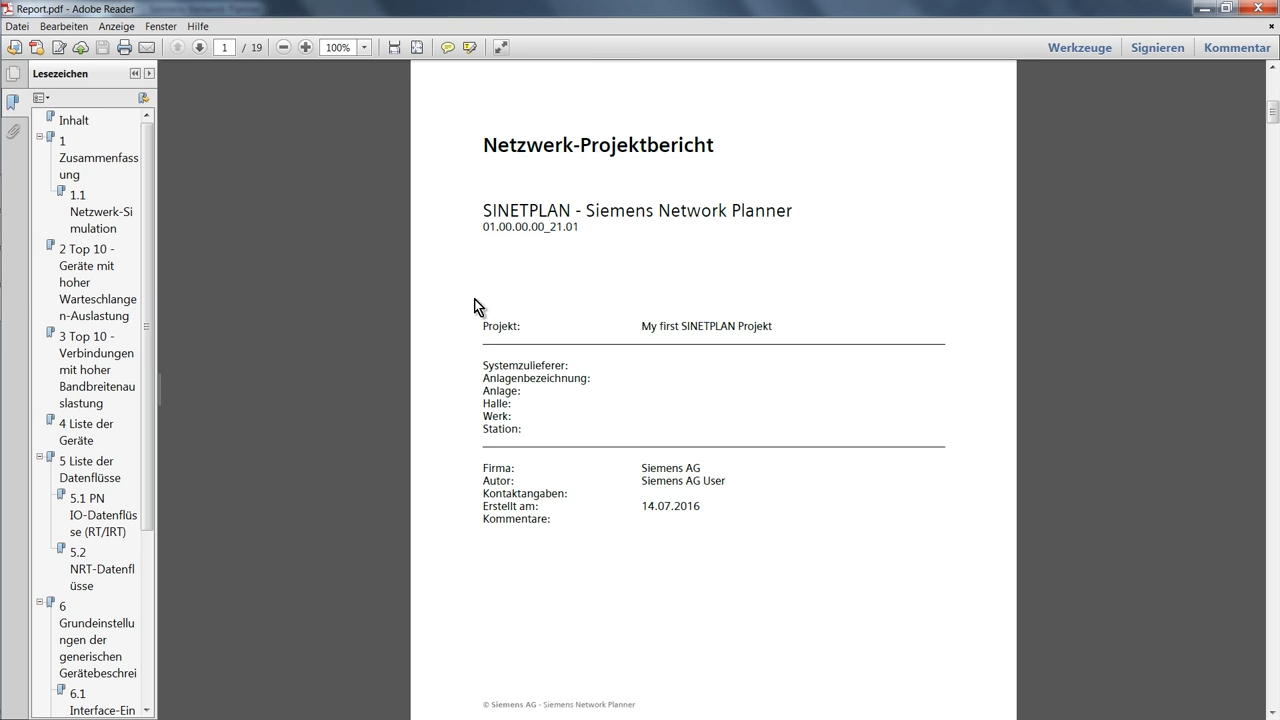 Report.pdf - Adobe Reader
Datei Bearbeiten Anzeige Fenster Hilfe
1 / 19 100% Werkzeuge Signieren Kommentar
Lesezeichen
Inhalt
1
Zusammenfass
ung
1.1
Netzwerk-Si
mulation
2 Top 10 -
Geräte mit
hoher
Warteschlange
n-Auslastung
3 Top 10 -
Verbindungen
mit hoher
Bandbreitenau
slastung
4 Liste der
Geräte
5 Liste der
Datenflüsse
5.1 PN
IO-Datenflüs
se (RT/IRT)
5.2
NRT-Datenfl
üsse
6
Grundeinstellu
ngen der
generischen
Gerätebeschrei
6.1
Interface-Ein
Netzwerk-Projektbericht
SINETPLAN - Siemens Network Planner
01.00.00.00_21.01
Projekt: My first SINETPLAN Projekt
Systemzulieferer:
Anlagenbezeichnung:
Anlage:
Halle:
Werk:
Station:
Firma: Siemens AG
Autor: Siemens AG User
Kontaktangaben:
Erstellt am: 14.07.2016
Kommentare:
© Siemens AG - Siemens Network Planner